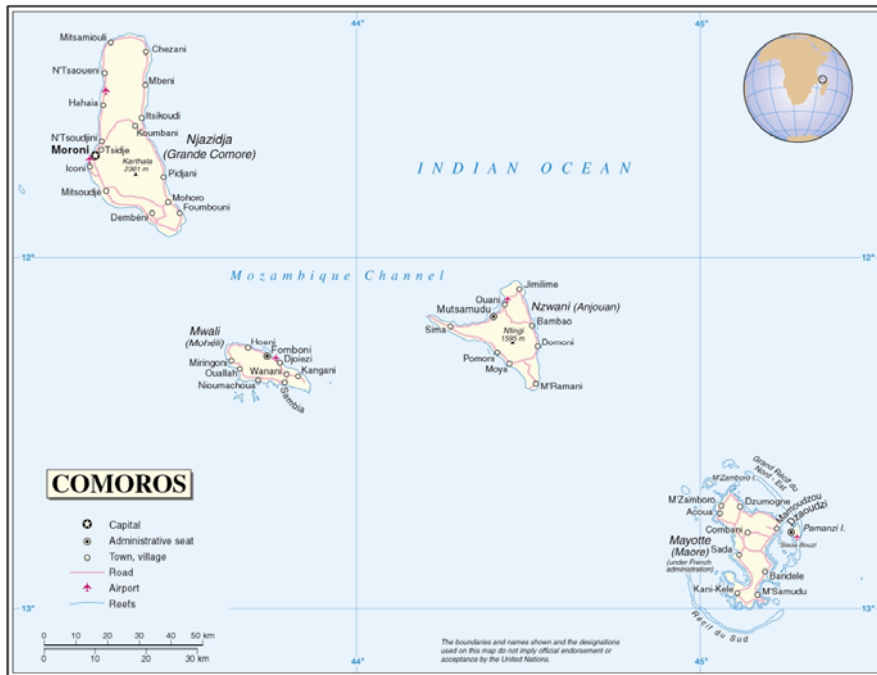 44°
45°
Mitsamiouli
Chezani
N'Tsaoueni
Mbeni
Hahaia
Itsikoudi
Koumbani
N'Tsoudjini
Moroni
Tsidje
Njazidja
(Grande Comore)
Iconi
Karthala
2361 m
Pidjani
Mitsoudje
Mohoro
Foumbouni
Dembéni
INDIAN OCEAN
12°
12°
Mozambique Channel
Jimilime
Ouani
Mutsamudu
Nzwani (Anjouan)
Sima
Bambao
Ntingi
1595 m
Domoni
Pomoni
Moya
M'Ramani
Mwali
(Mohéli)
Hoani
Fomboni
Djoiezi
Miringoni
Wanani
Kangani
Ouallah
Nioumachoua
Sambia
Grand Récif du
Nord - Est
M'Zamboro I.
M'Zamboro
Dzumogne
Acoua
Mamoudzou
Dzaoudzi
Combani
Pamanzi I.
Mayotte
(Maore)
(under French
administration)
Sada
Bandele
Kani-Kele
M'Samudu
Récif du Sud
13°
13°
COMOROS
Capital
Administrative seat
Town, village
Road
Airport
Reefs
0 10 20 30 40 50 km
0 10 20 30 km
The boundaries and names shown and the designations
used on this map do not imply official endorsement or
acceptance by the United Nations.
44°
45°